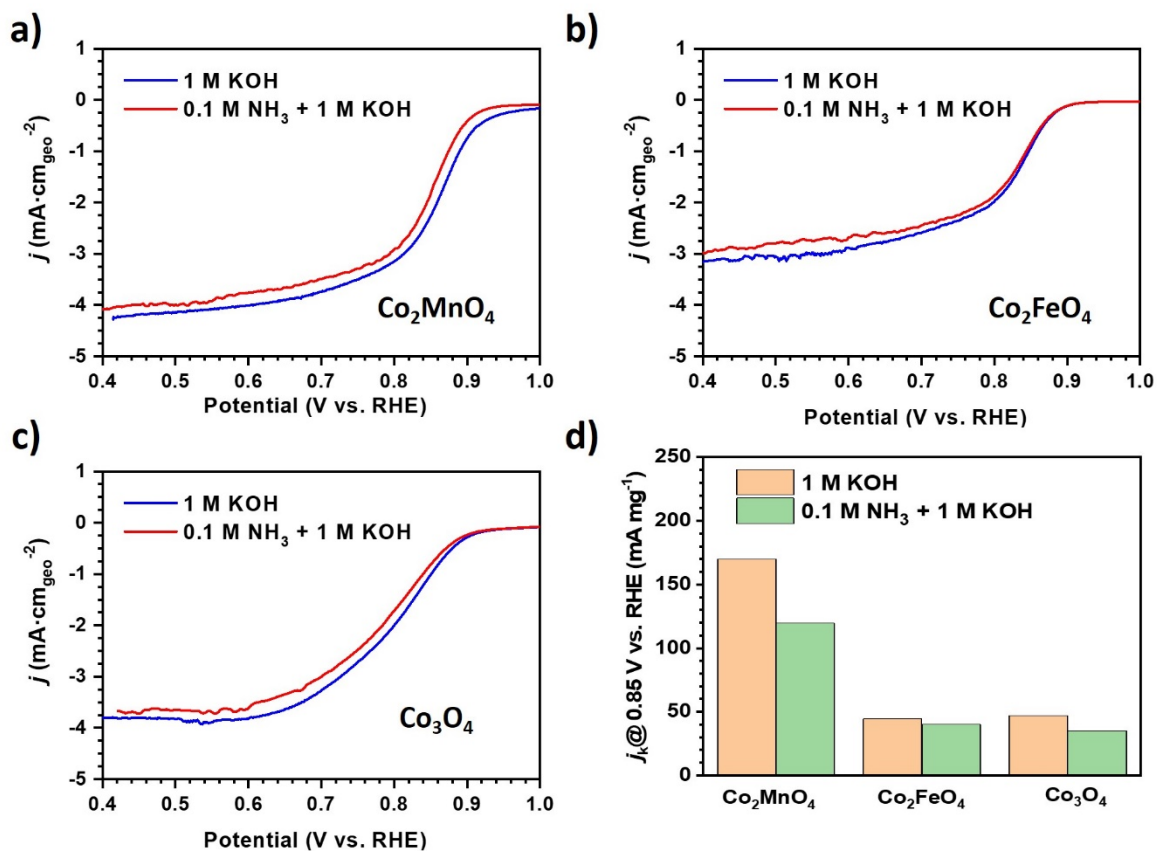 a)
1
0
-1
-2
-3
-4
-5
j (mA·cm_geo^-2)
1 M KOH
0.1 M NH₃ + 1 M KOH
Co₂MnO₄
0.4 0.5 0.6 0.7 0.8 0.9 1.0
Potential (V vs. RHE)
b)
1
0
-1
-2
-3
-4
-5
j (mA·cm_geo^-2)
1 M KOH
0.1 M NH₃ + 1 M KOH
Co₂FeO₄
0.4 0.5 0.6 0.7 0.8 0.9 1.0
Potential (V vs. RHE)
c)
1
0
-1
-2
-3
-4
-5
j (mA·cm_geo^-2)
1 M KOH
0.1 M NH₃ + 1 M KOH
Co₃O₄
0.4 0.5 0.6 0.7 0.8 0.9 1.0
Potential (V vs. RHE)
d)
250
200
150
100
50
0
j_k@ 0.85 V vs. RHE (mA mg⁻¹)
1 M KOH
0.1 M NH₃ + 1 M KOH
Co₂MnO₄ Co₂FeO₄ Co₃O₄